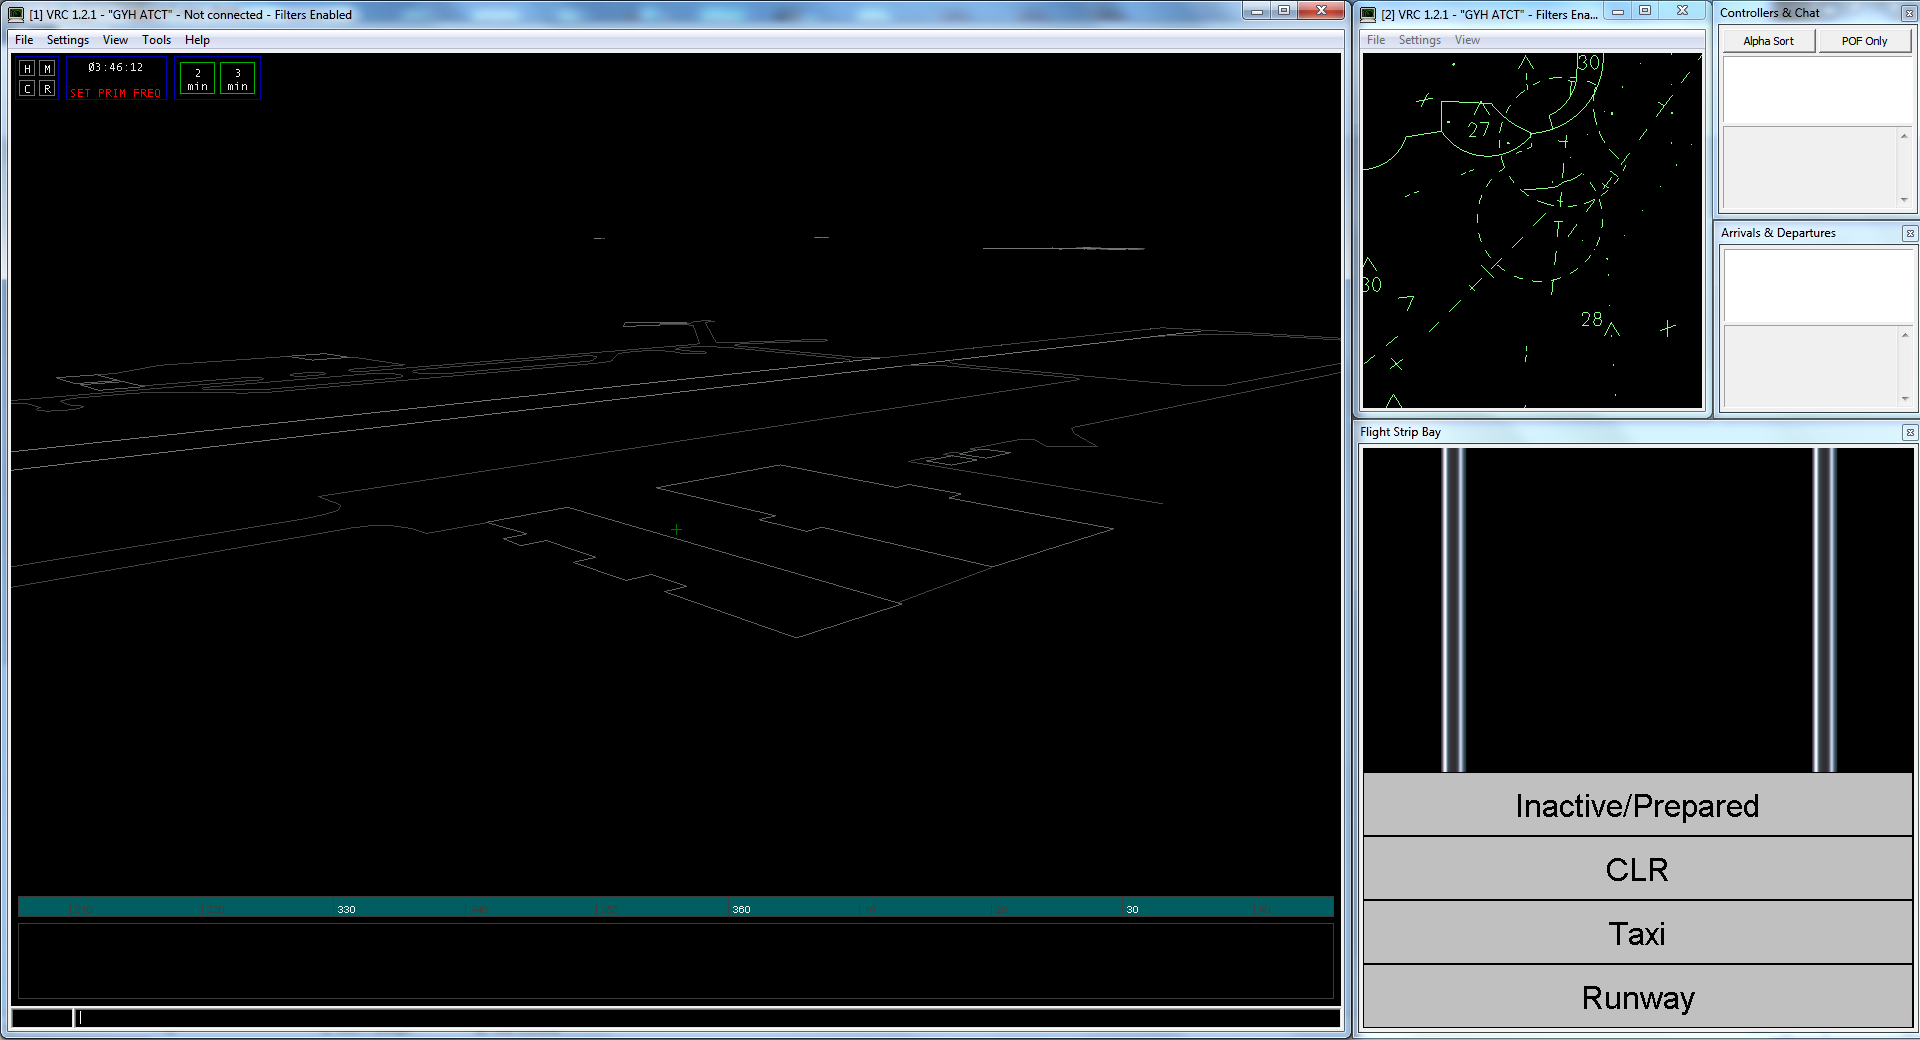 [1] VRC 1.2.1 - "GYH ATCT" - Not connected - Filters Enabled
File Settings View Tools Help
H M
C R
03:46:12
SET PRIM FREQ
2 min
3 min
330
360
30
[2] VRC 1.2.1 - "GYH ATCT" - Filters Ena...
File Settings View
30
27
30
7
28
Controllers & Chat
Alpha Sort
POF Only
Arrivals & Departures
Flight Strip Bay
Inactive/Prepared
CLR
Taxi
Runway